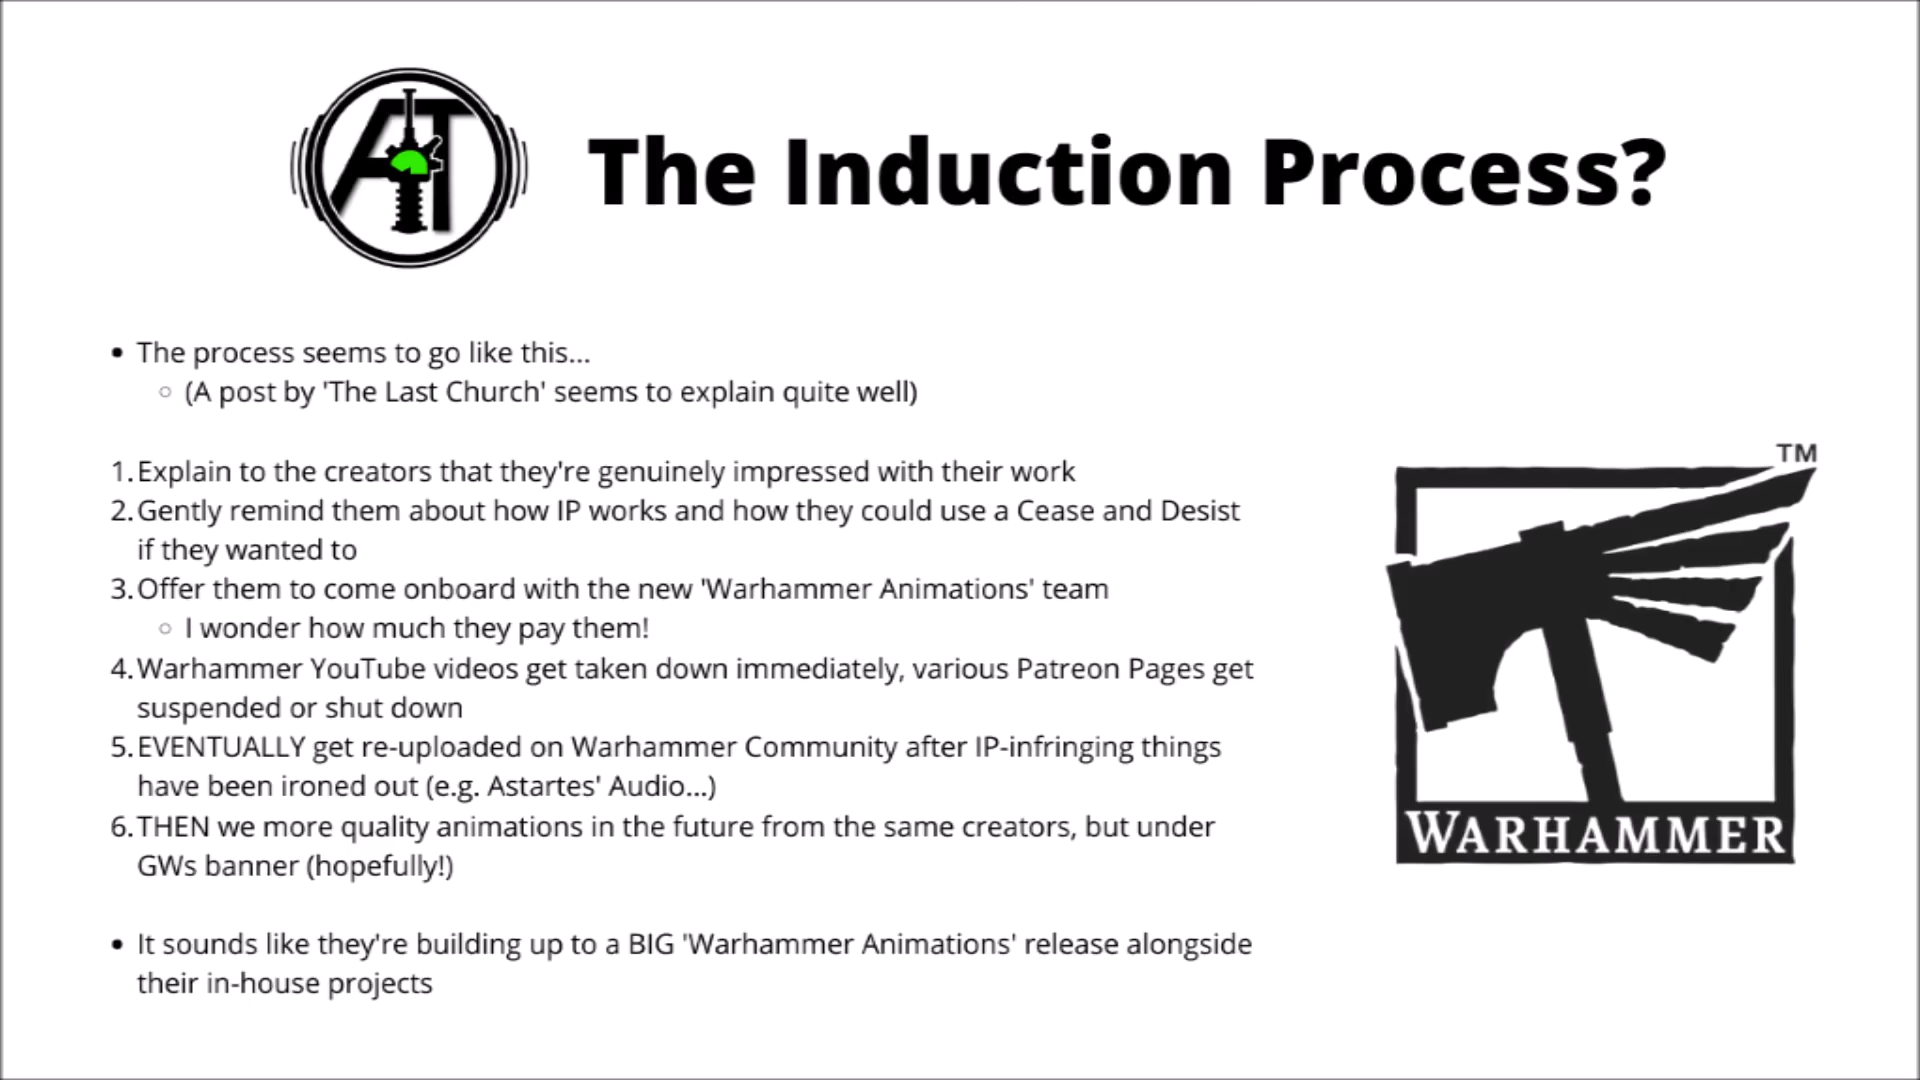 AT
The Induction Process?
• The process seems to go like this...
○ (A post by 'The Last Church' seems to explain quite well)
1. Explain to the creators that they're genuinely impressed with their work
2. Gently remind them about how IP works and how they could use a Cease and Desist
if they wanted to
3. Offer them to come onboard with the new 'Warhammer Animations' team
○ I wonder how much they pay them!
4. Warhammer YouTube videos get taken down immediately, various Patreon Pages get
suspended or shut down
5. EVENTUALLY get re-uploaded on Warhammer Community after IP-infringing things
have been ironed out (e.g. Astartes' Audio...)
6. THEN we more quality animations in the future from the same creators, but under
GWs banner (hopefully!)
• It sounds like they're building up to a BIG 'Warhammer Animations' release alongside
their in-house projects
TM
WARHAMMER